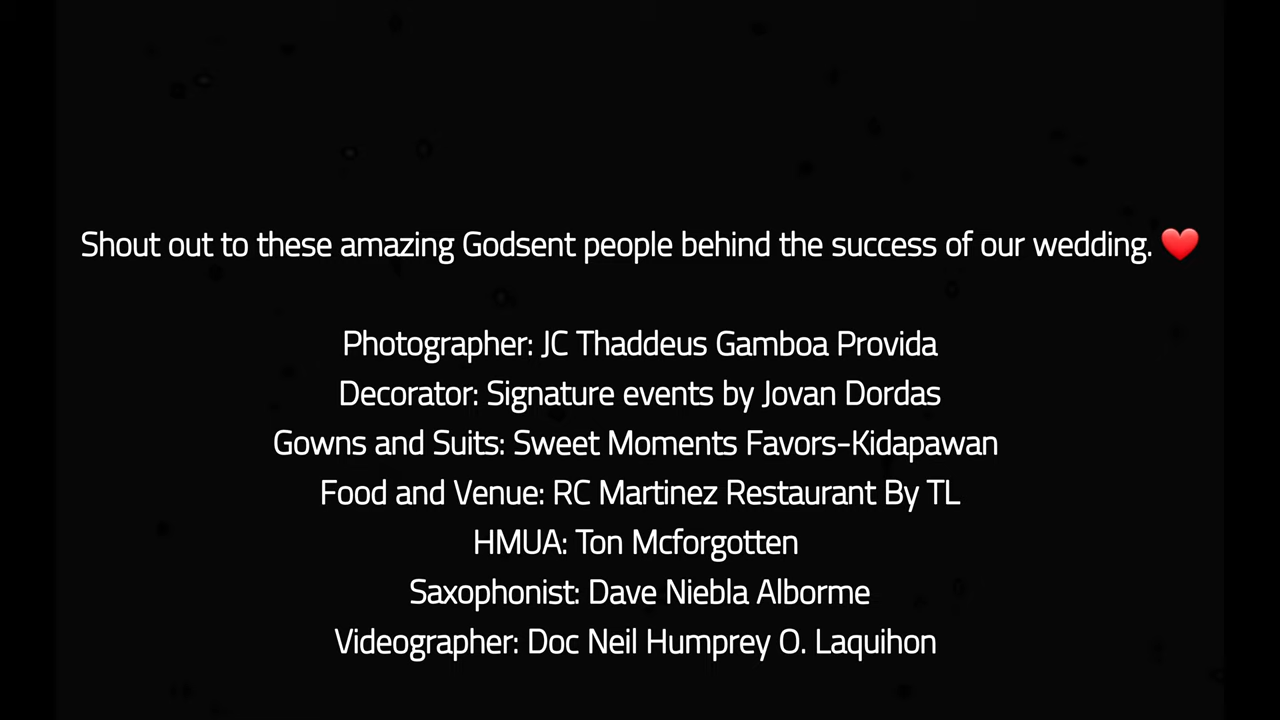 Shout out to these amazing Godsent people behind the success of our wedding. ❤️
Photographer: JC Thaddeus Gamboa Provida
Decorator: Signature events by Jovan Dordas
Gowns and Suits: Sweet Moments Favors-Kidapawan
Food and Venue: RC Martinez Restaurant By TL
HMUA: Ton Mcforgotten
Saxophonist: Dave Niebla Alborme
Videographer: Doc Neil Humprey O. Laquihon